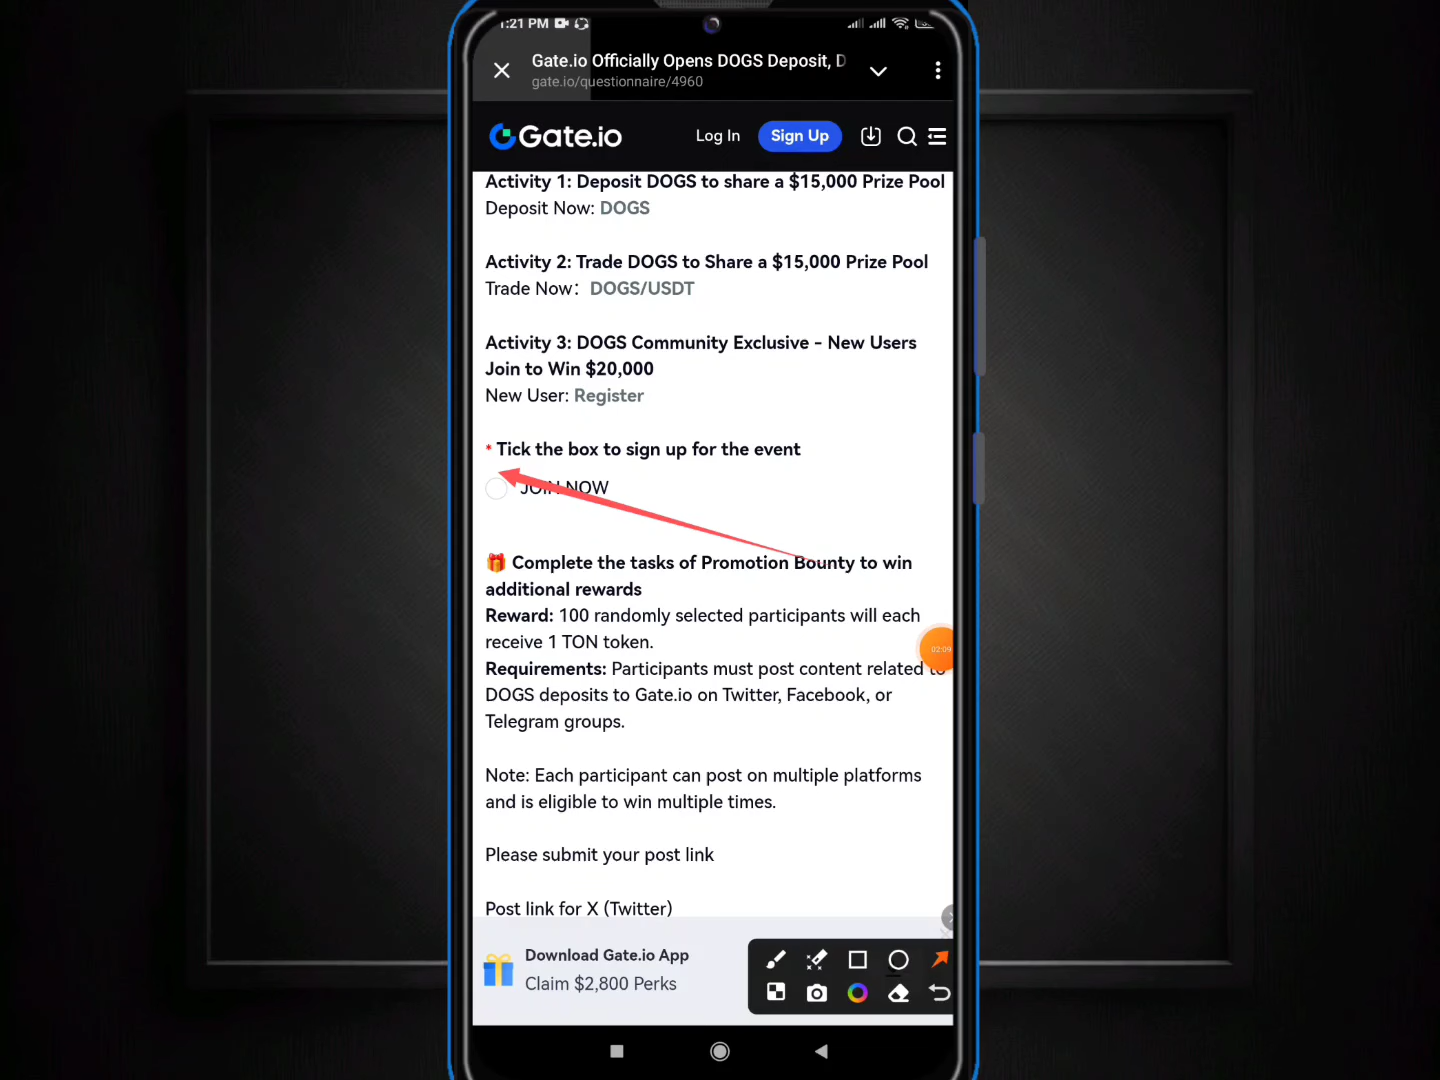 1:21 PM
Gate.io Officially Opens DOGS Deposit, D
gate.io/questionnaire/4960
Gate.io Log In Sign Up
Activity 1: Deposit DOGS to share a $15,000 Prize Pool
Deposit Now: DOGS
Activity 2: Trade DOGS to Share a $15,000 Prize Pool
Trade Now： DOGS/USDT
Activity 3: DOGS Community Exclusive - New Users
Join to Win $20,000
New User: Register
* Tick the box to sign up for the event
JOIN NOW
🎁 Complete the tasks of Promotion Bounty to win
additional rewards
Reward: 100 randomly selected participants will each
receive 1 TON token.
02:09
Requirements: Participants must post content related to
DOGS deposits to Gate.io on Twitter, Facebook, or
Telegram groups.
Note: Each participant can post on multiple platforms
and is eligible to win multiple times.
Please submit your post link
Post link for X (Twitter)
Download Gate.io App
Claim $2,800 Perks